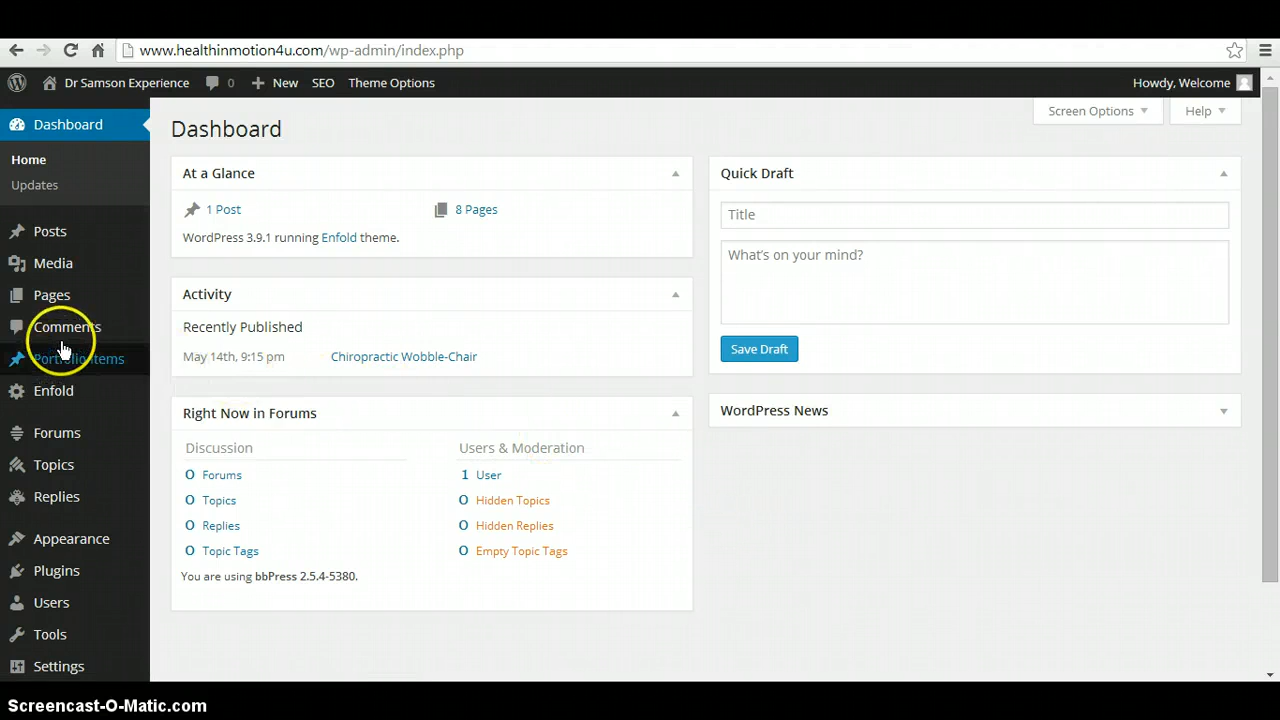 www.healthinmotion4u.com/wp-admin/index.php
Dr Samson Experience 0 New SEO Theme Options Howdy, Welcome
Dashboard
Home
Updates
Posts
Media
Pages
Comments
Portfolio Items
Enfold
Forums
Topics
Replies
Appearance
Plugins
Users
Tools
Settings
Screen Options Help
Dashboard
At a Glance
1 Post 8 Pages
WordPress 3.9.1 running Enfold theme.
Activity
Recently Published
May 14th, 9:15 pm Chiropractic Wobble-Chair
Right Now in Forums
Discussion
0 Forums
0 Topics
0 Replies
0 Topic Tags
Users & Moderation
1 User
0 Hidden Topics
0 Hidden Replies
0 Empty Topic Tags
You are using bbPress 2.5.4-5380.
Quick Draft
Title
What's on your mind?
Save Draft
WordPress News
Screencast-O-Matic.com